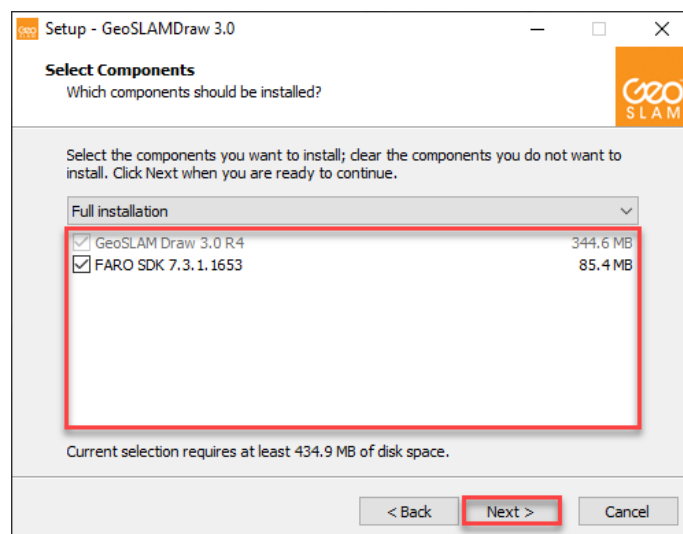 Geo Setup - GeoSLAMDraw 3.0
Select Components
Which components should be installed?
Geo
SLAM
Select the components you want to install; clear the components you do not want to
install. Click Next when you are ready to continue.
Full installation
GeoSLAM Draw 3.0 R4 344.6 MB
FARO SDK 7.3.1.1653 85.4 MB
Current selection requires at least 434.9 MB of disk space.
< Back Next > Cancel